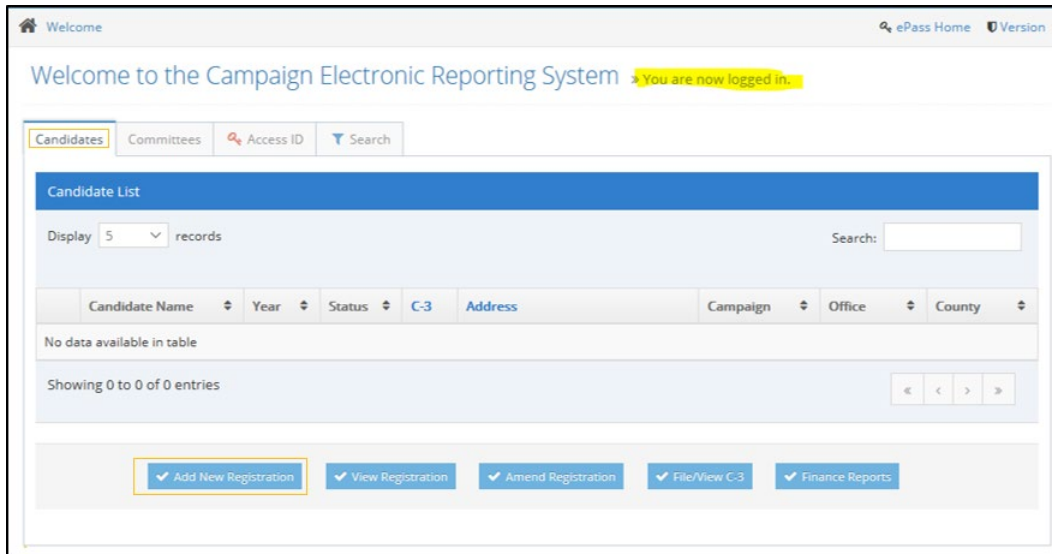 Welcome ePass Home Version
Welcome to the Campaign Electronic Reporting System » You are now logged in.
Candidates Committees Access ID Search
Candidate List
Display 5 records Search:
Candidate Name Year Status C-3 Address Campaign Office County
No data available in table
Showing 0 to 0 of 0 entries « ‹ › »
Add New Registration View Registration Amend Registration File/View C-3 Finance Reports